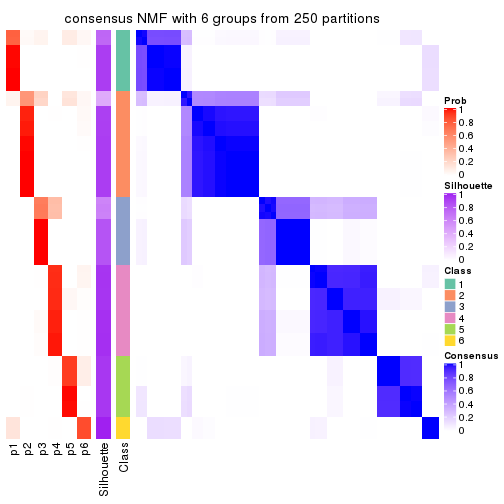 consensus NMF with 6 groups from 250 partitions
Prob
1
0.8
0.6
0.4
0.2
0
Silhouette
1
0.8
0.6
0.4
0.2
0
Class
1
2
3
4
5
6
Consensus
1
0.8
0.6
0.4
0.2
0
p1
p2
p3
p4
p5
p6
Silhouette
Class